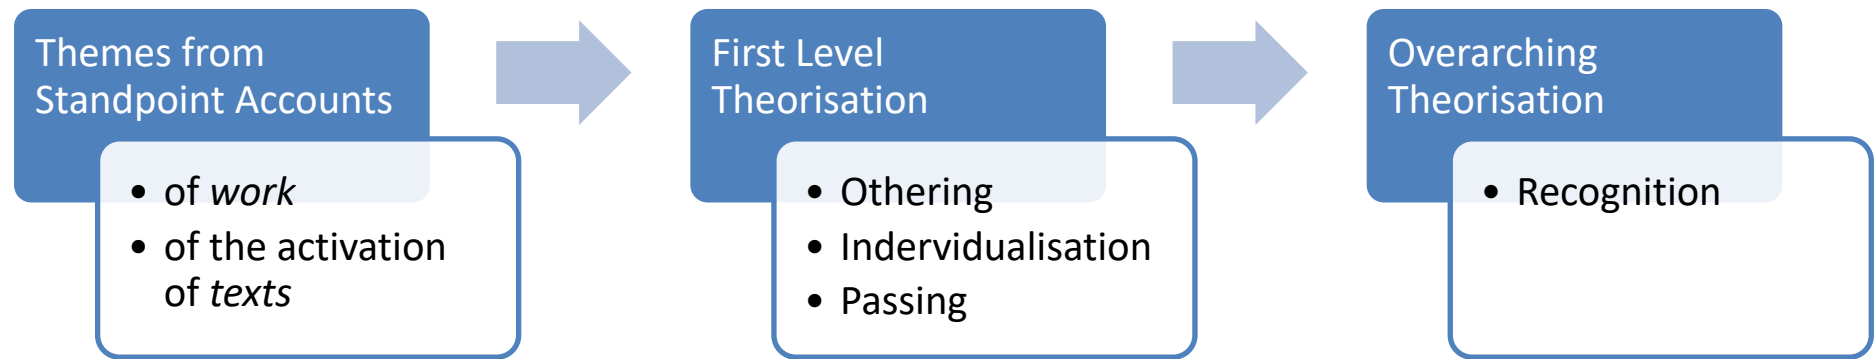 Themes from
Standpoint Accounts
• of work
• of the activation
of texts
First Level
Theorisation
• Othering
• Indervidualisation
• Passing
Overarching
Theorisation
• Recognition